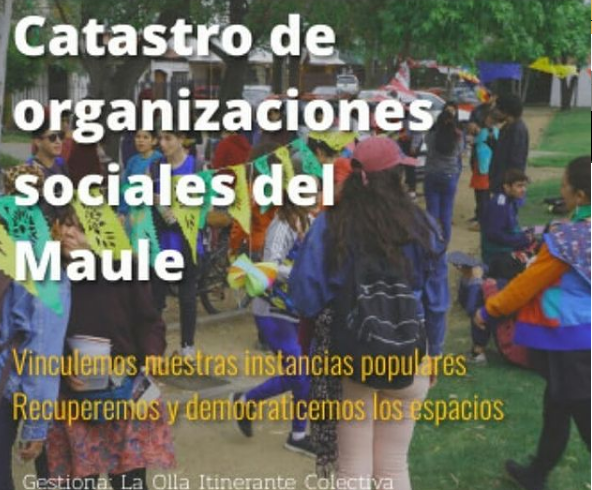 Catastro de
organizaciones
sociales del
Maule
Vinculemos nuestras instancias populares
Recuperemos y democraticemos los espacios
Gestiona: La Olla Itinerante Colectiva